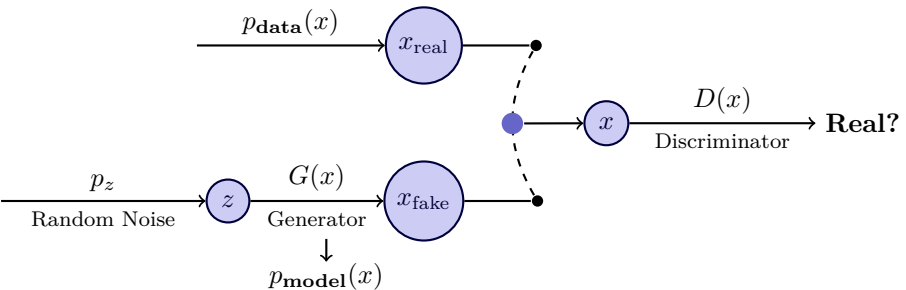 p_data(x)
x_real
D(x)
x
Real?
Discriminator
p_z
G(x)
z
x_fake
Random Noise
Generator
↓
p_model(x)